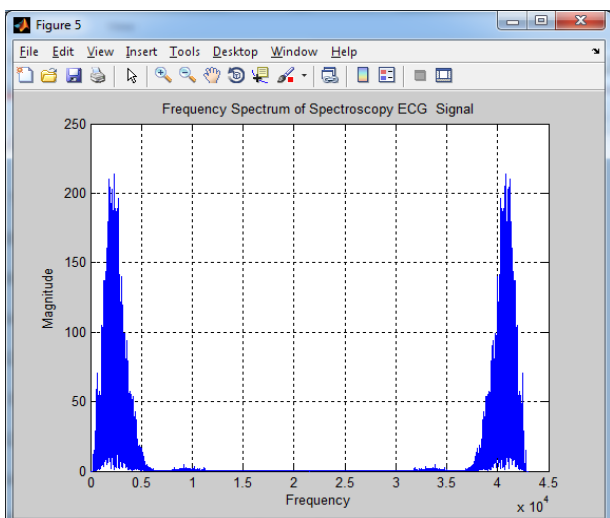 Figure 5
File Edit View Insert Tools Desktop Window Help
Frequency Spectrum of Spectroscopy ECG Signal
250
200
150
100
50
0
Magnitude
0 0.5 1 1.5 2 2.5 3 3.5 4 4.5
Frequency
x 10^4